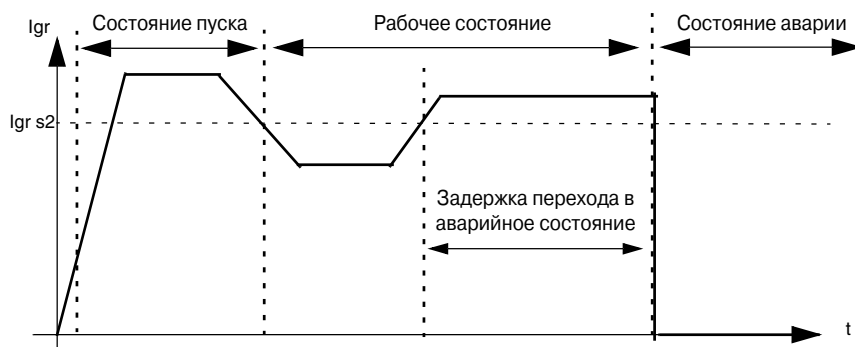 Igr
Состояние пуска
Рабочее состояние
Состояние аварии
Igr s2
Задержка перехода в
аварийное состояние
t